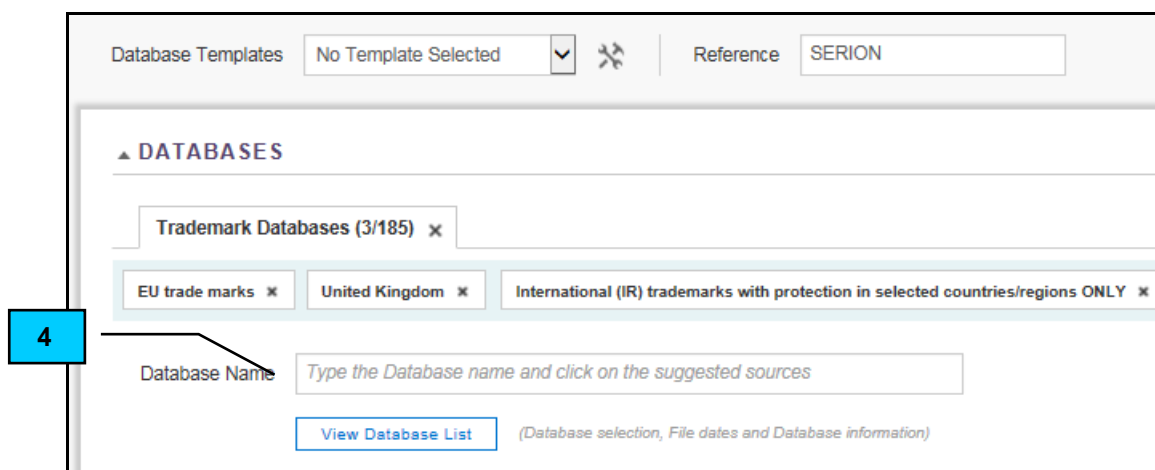 Database Templates No Template Selected Reference SERION
DATABASES
Trademark Databases (3/185) ×
EU trade marks × United Kingdom × International (IR) trademarks with protection in selected countries/regions ONLY ×
4
Database Name Type the Database name and click on the suggested sources
View Database List (Database selection, File dates and Database information)